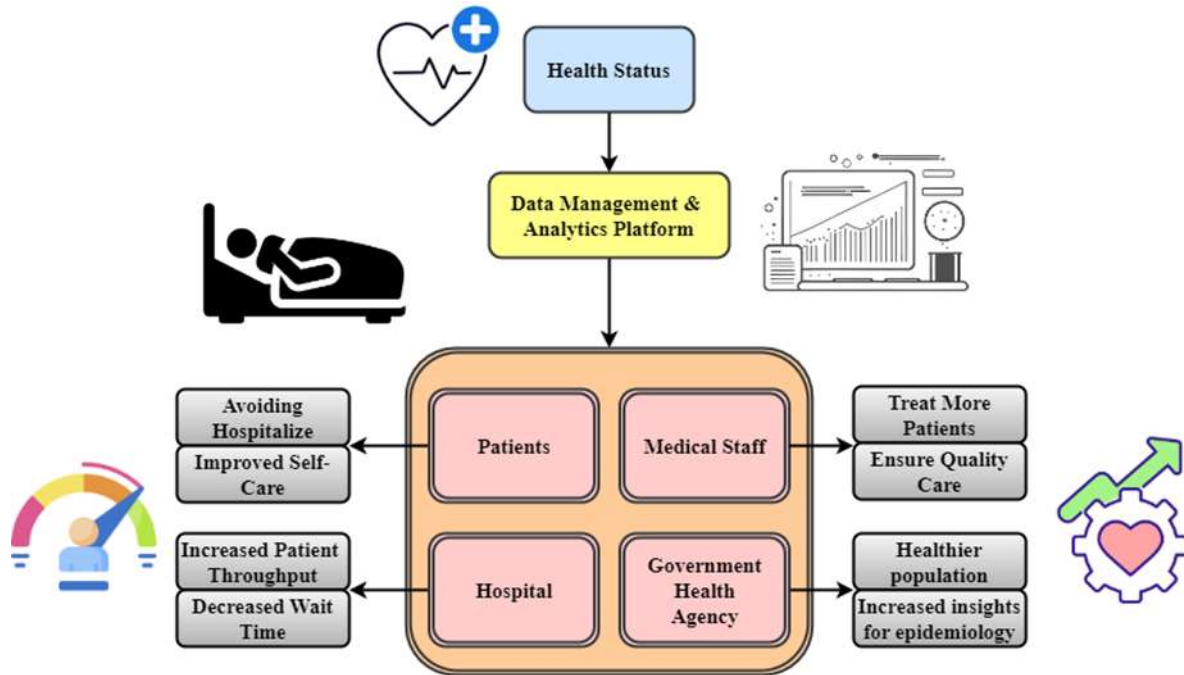 Health Status
Data Management &
Analytics Platform
Avoiding
Hospitalize
Improved Self-
Care
Patients
Medical Staff
Treat More
Patients
Ensure Quality
Care
Increased Patient
Throughput
Decreased Wait
Time
Hospital
Government
Health
Agency
Healthier
population
Increased insights
for epidemiology